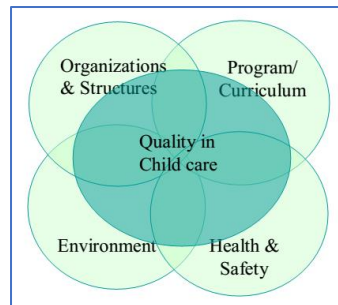 Organizations
& Structures
Program/
Curriculum
Quality in
Child care
Environment
Health &
Safety